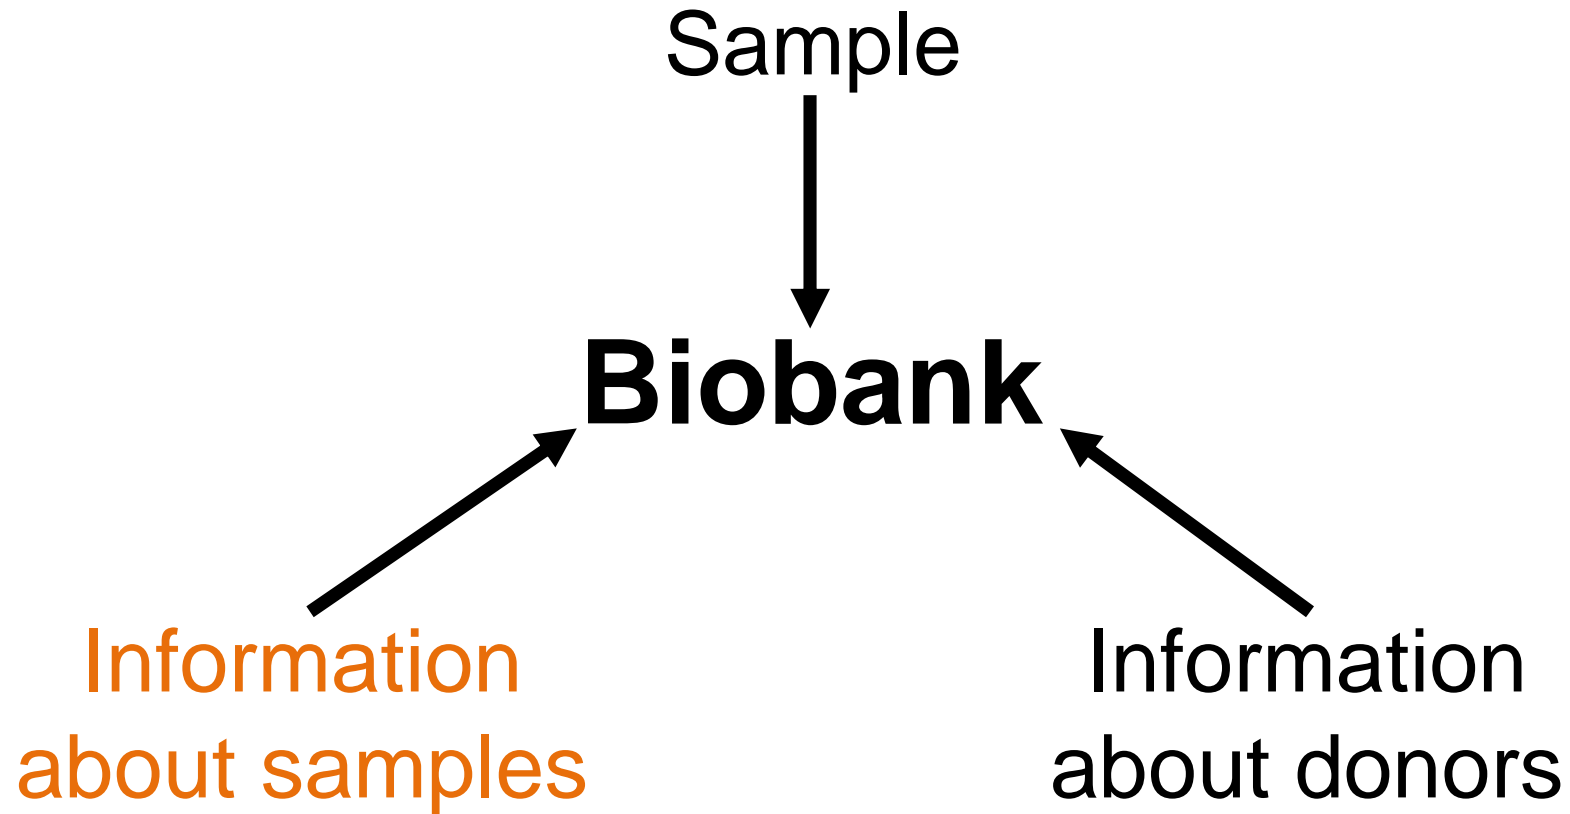 Sample
Biobank
Information
about samples
Information
about donors